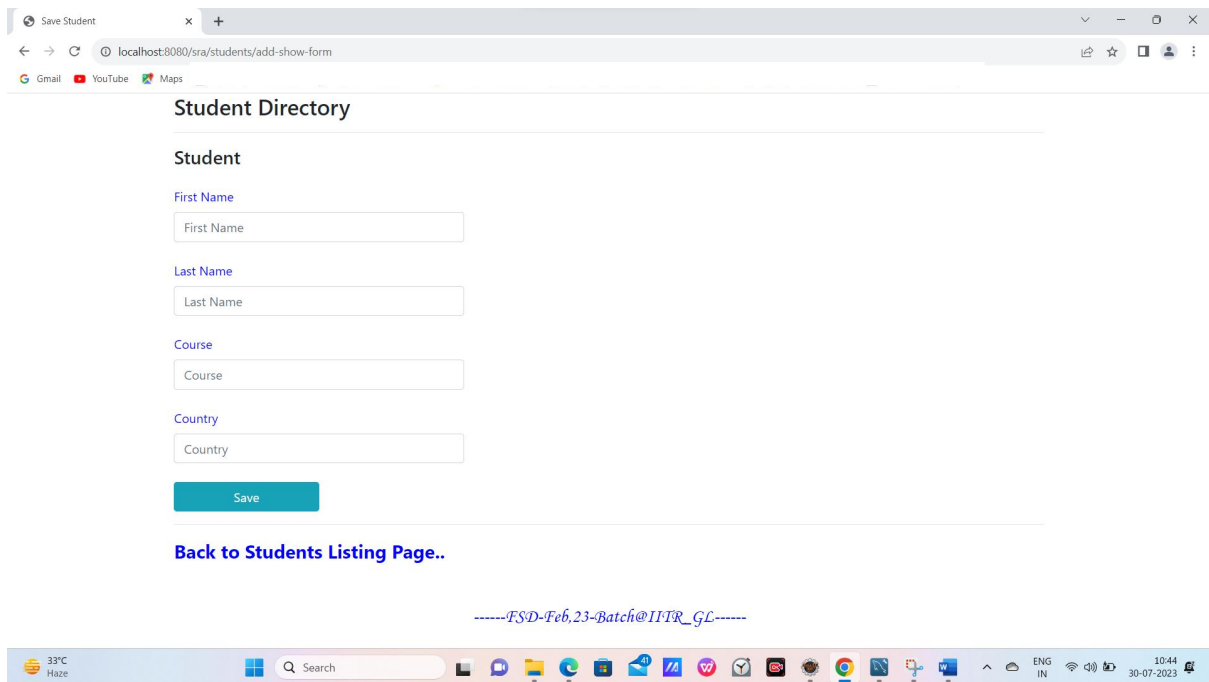 Save Student
localhost:8080/sra/students/add-show-form
Gmail YouTube Maps
Student Directory
Student
First Name
First Name
Last Name
Last Name
Course
Course
Country
Country
Save
Back to Students Listing Page..
------FSD-Feb,23-Batch@IITR_GL------
33°C
Haze
Search
41
ENG
IN
10:44
30-07-2023